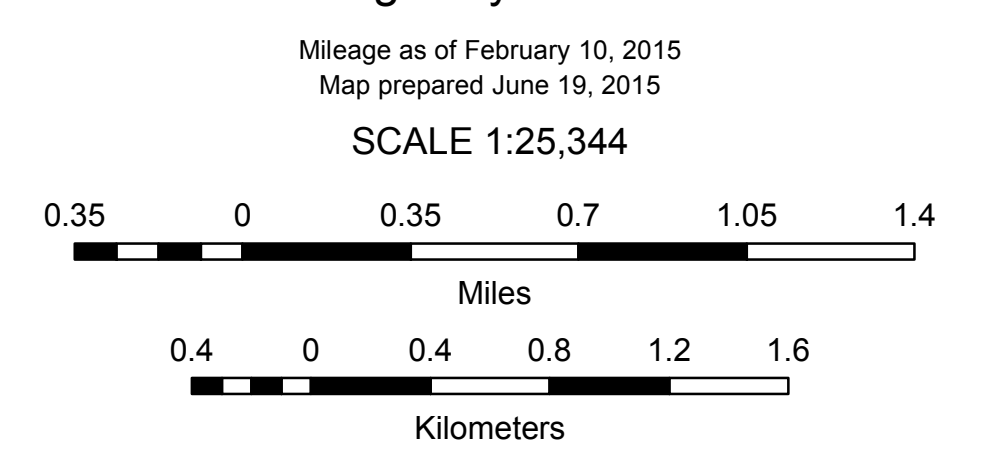 Mileage as of February 10, 2015
Map prepared June 19, 2015
SCALE 1:25,344
0.35 0 0.35 0.7 1.05 1.4
Miles
0.4 0 0.4 0.8 1.2 1.6
Kilometers